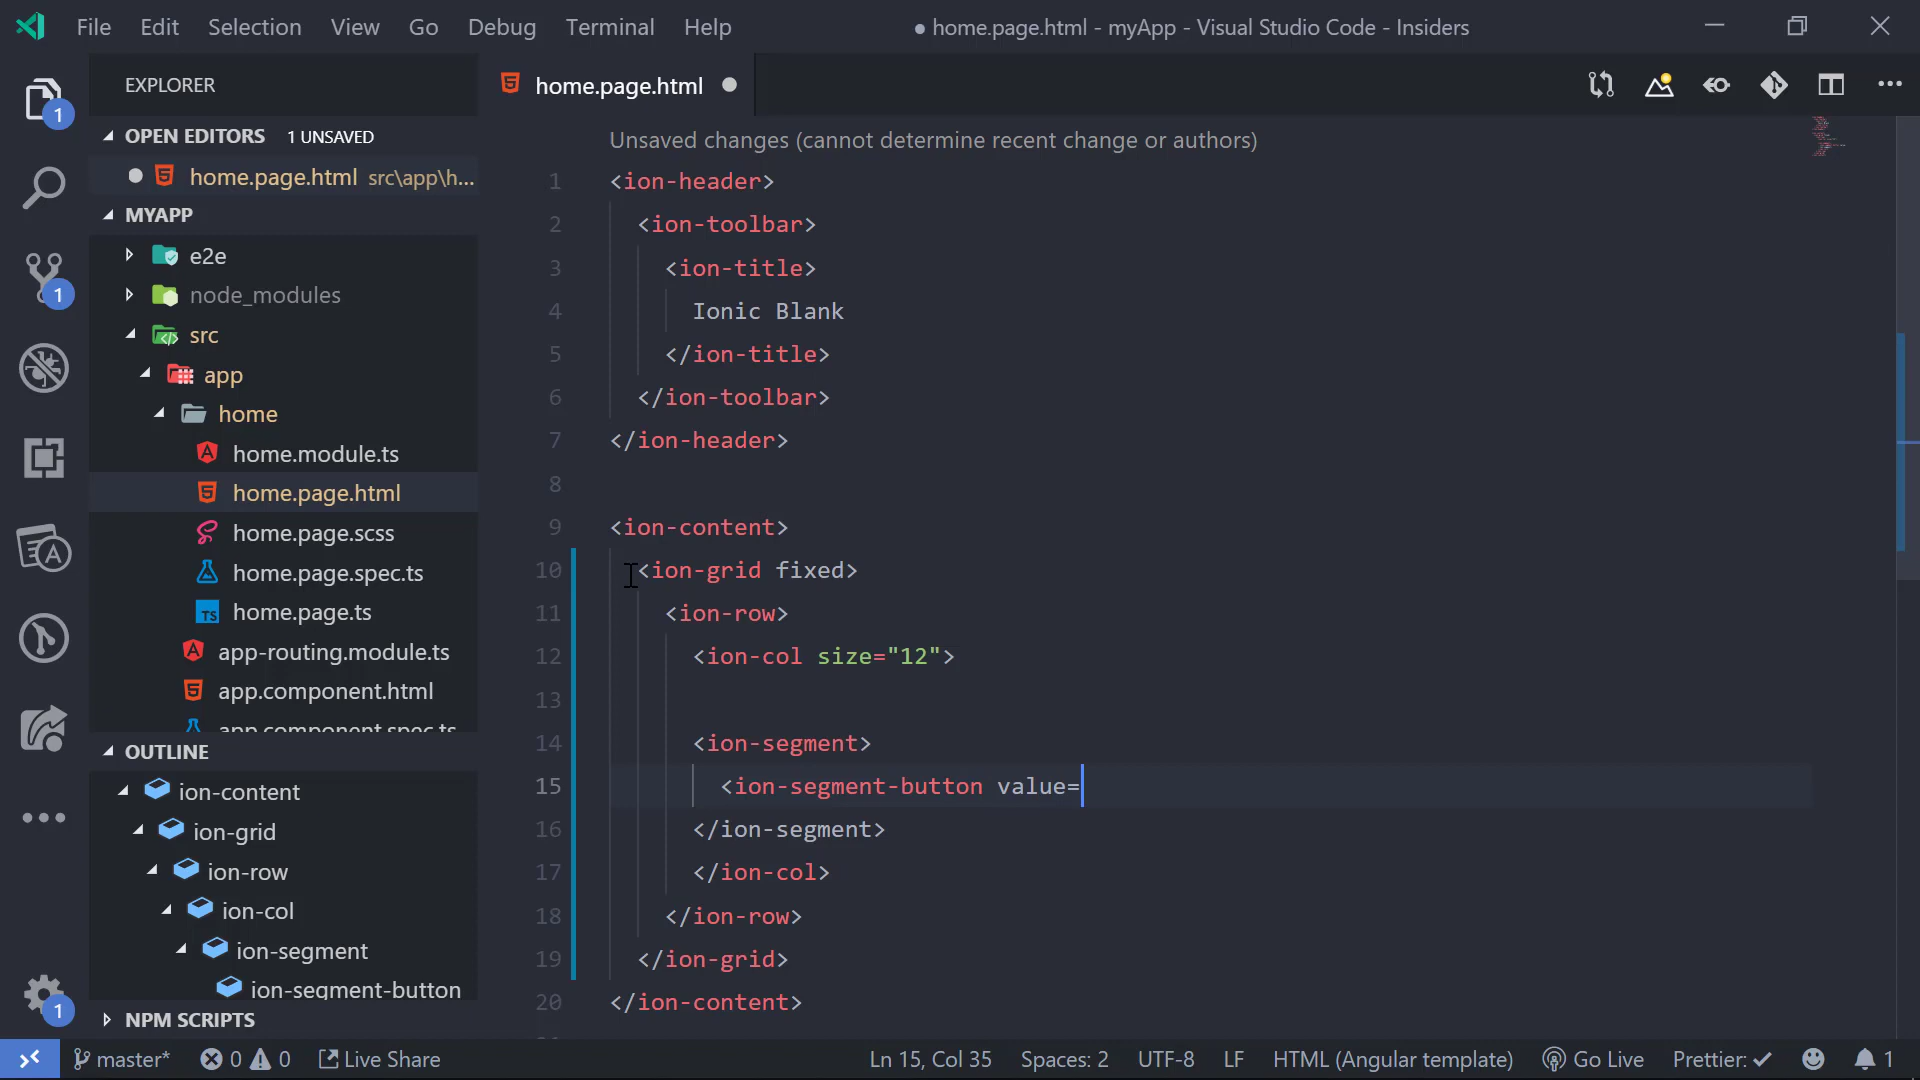 File Edit Selection View Go Debug Terminal Help
● home.page.html - myApp - Visual Studio Code - Insiders
EXPLORER
OPEN EDITORS 1 UNSAVED
home.page.html src\app\h...
MYAPP
e2e
node_modules
src
app
home
home.module.ts
home.page.html
home.page.scss
home.page.spec.ts
TS home.page.ts
app-routing.module.ts
app.component.html
app.component.spec.ts
OUTLINE
ion-content
ion-grid
ion-row
ion-col
ion-segment
ion-segment-button
NPM SCRIPTS
1
1
1
home.page.html
Unsaved changes (cannot determine recent change or authors)
1 <ion-header>
2 <ion-toolbar>
3 <ion-title>
4 Ionic Blank
5 </ion-title>
6 </ion-toolbar>
7 </ion-header>
8
9 <ion-content>
10 <ion-grid fixed>
11 <ion-row>
12 <ion-col size="12">
13
14 <ion-segment>
15 <ion-segment-button value=
16 </ion-segment>
17 </ion-col>
18 </ion-row>
19 </ion-grid>
20 </ion-content>
master* 0 0 Live Share Ln 15, Col 35 Spaces: 2 UTF-8 LF HTML (Angular template) Go Live Prettier: ✓ 1